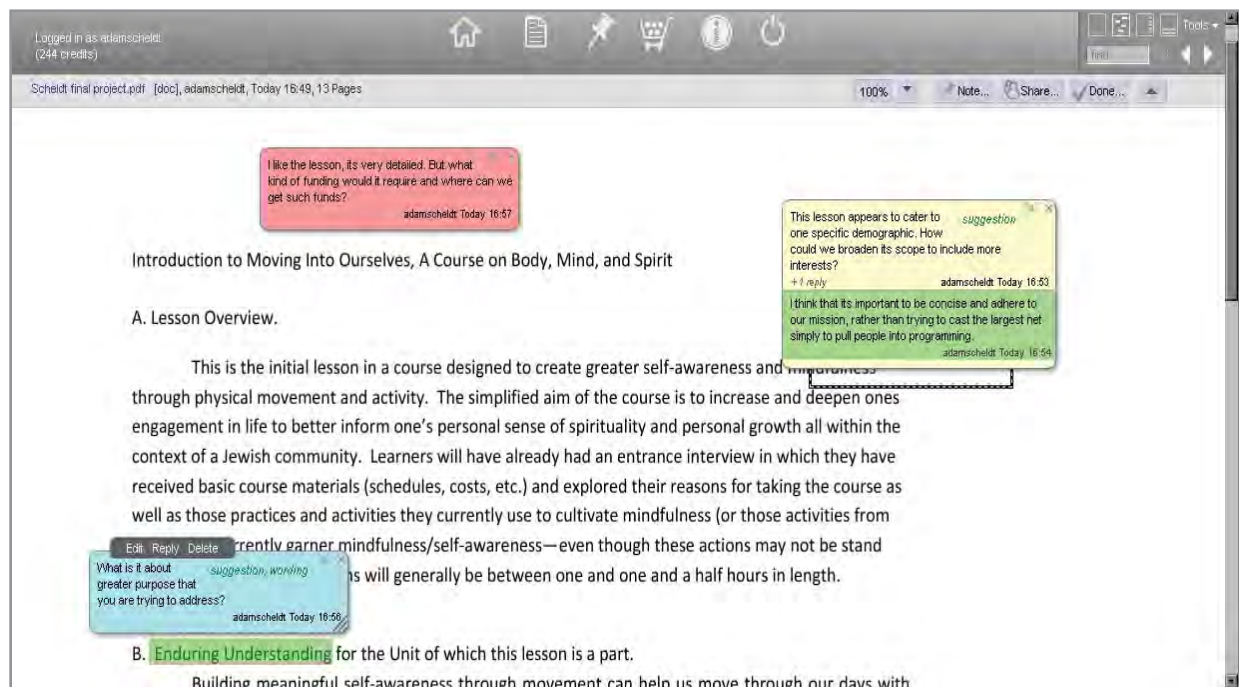 Logged in as adamscheldt
(244 credits)
Tools
find
Scheldt final project.pdf [doc], adamscheldt, Today 16:49, 13 Pages
100%
Note...
Share...
Done...
I like the lesson, its very detailed. But what
kind of funding would it require and where can we
get such funds?
adamscheldt Today 16:57
This lesson appears to cater to suggestion
one specific demographic. How
could we broaden its scope to include more
interests?
+1 reply adamscheldt Today 16:53
I think that its important to be concise and adhere to
our mission, rather than trying to cast the largest net
simply to pull people into programming.
adamscheldt Today 16:54
Introduction to Moving Into Ourselves, A Course on Body, Mind, and Spirit
A. Lesson Overview.
This is the initial lesson in a course designed to create greater self-awareness and mindfulness
through physical movement and activity. The simplified aim of the course is to increase and deepen ones
engagement in life to better inform one's personal sense of spirituality and personal growth all within the
context of a Jewish community. Learners will have already had an entrance interview in which they have
received basic course materials (schedules, costs, etc.) and explored their reasons for taking the course as
well as those practices and activities they currently use to cultivate mindfulness (or those activities from
garner mindfulness/self-awareness—even though these actions may not be stand
will generally be between one and one and a half hours in length.
Edit Reply Delete
What is it about suggestion, wording
greater purpose that
you are trying to address?
adamscheldt Today 16:56
B. Enduring Understanding for the Unit of which this lesson is a part.
Building meaningful self-awareness through movement can help us move through our days with